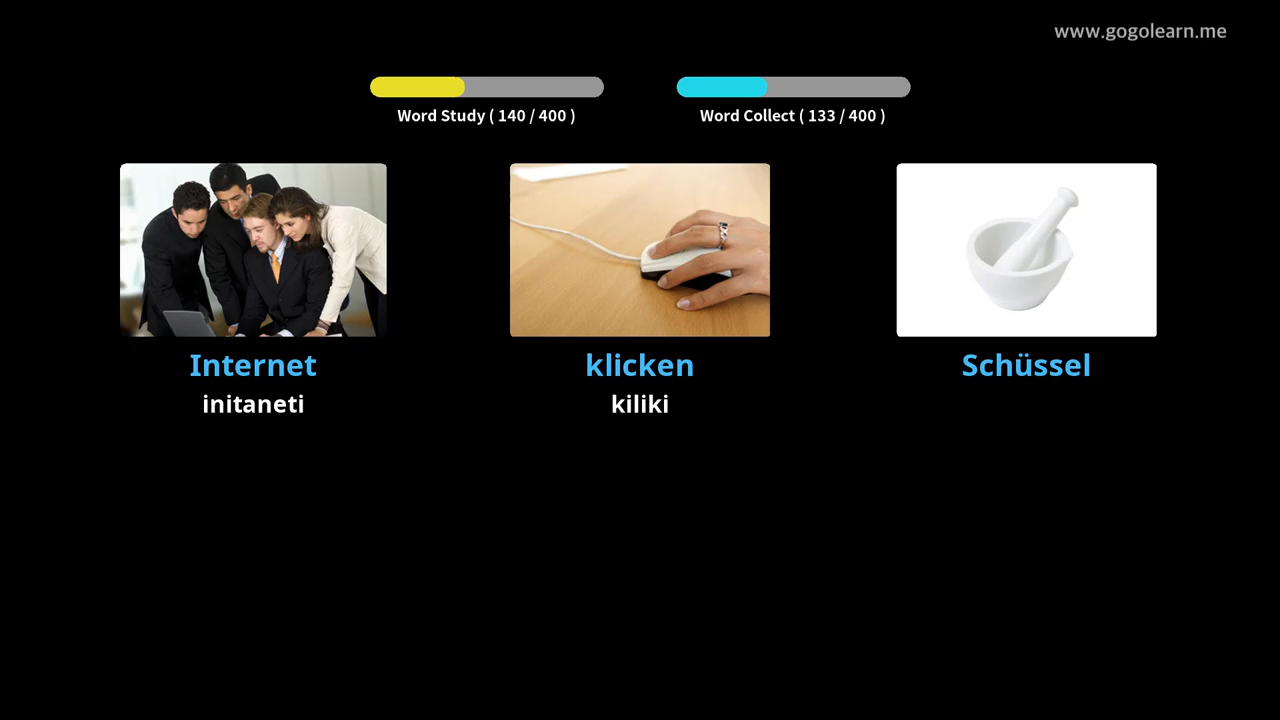 www.gogolearn.me
Word Study ( 140 / 400 )
Word Collect ( 133 / 400 )
Internet
initaneti
klicken
kiliki
Schüssel